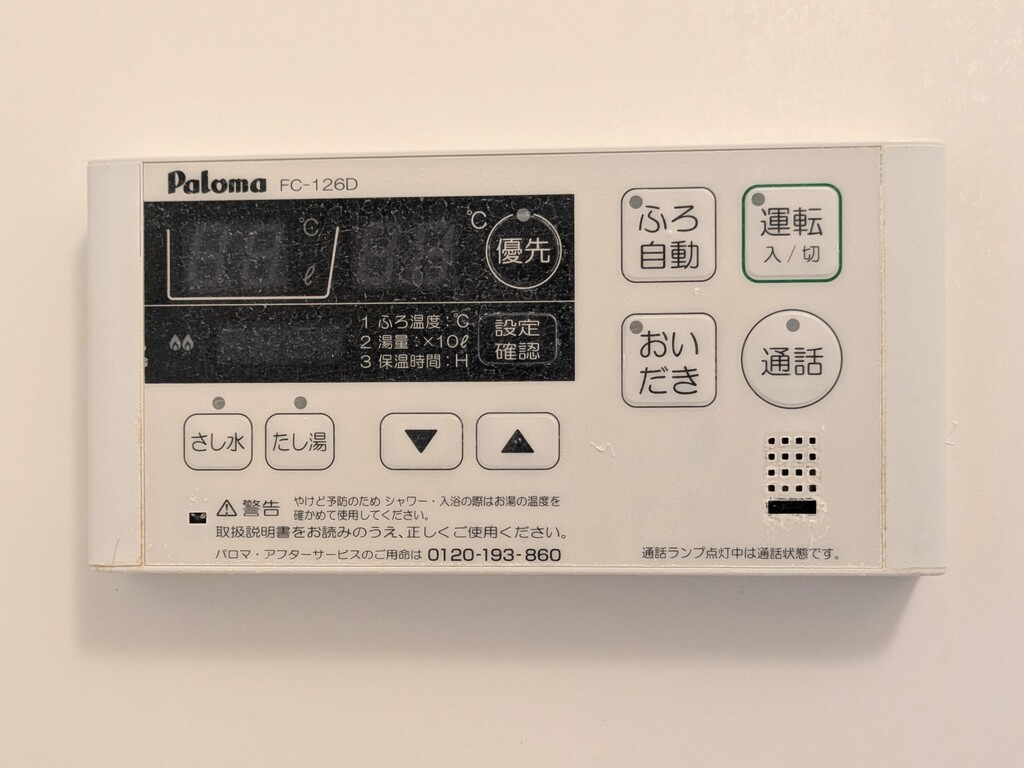 Paloma FC-126D
℃
ℓ
℃
優先
1 ふろ温度:℃
2 湯量:×10ℓ
3 保温時間:H
設定
確認
ふろ
自動
運転
入/切
おい
だき
通話
さし水
たし湯
▼
▲
⚠警告 やけど予防のため シャワー・入浴の際はお湯の温度を
確かめて使用してください。
取扱説明書をお読みのうえ、正しくご使用ください。
パロマ・アフターサービスのご用命は 0120-193-860
通話ランプ点灯中は通話状態です。